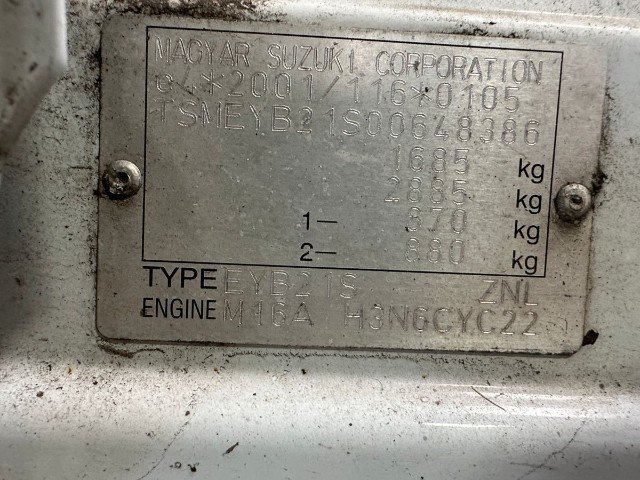 MAGYAR SUZUKI CORPORATION
e4*2001/116*0105
TSMEYB21S00648386
1685 kg
2885 kg
1– 870 kg
2– 880 kg
TYPE EYB21S ZNL
ENGINE M16A H3N6CYC22